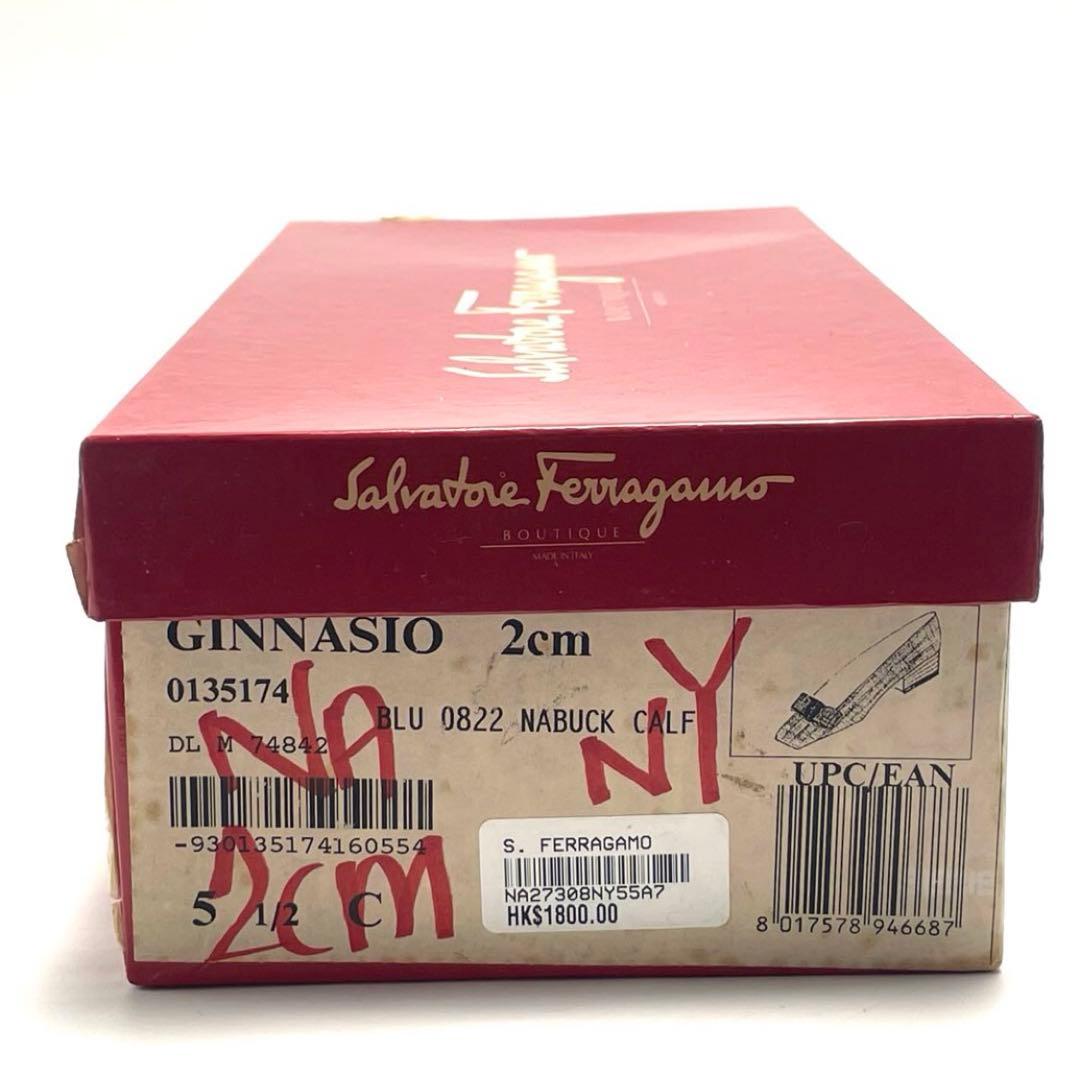 Salvatore Ferragamo
BOUTIQUE
Salvatore Ferragamo
BOUTIQUE
MADE IN ITALY
GINNASIO 2cm
0135174
BLU 0822 NABUCK CALF
DL M 74842
NA
NY
2cm
-930135174160554
5 1/2 C
S. FERRAGAMO
NA27308NY55A7
HK$1800.00
UPC/EAN
8 017578 946687